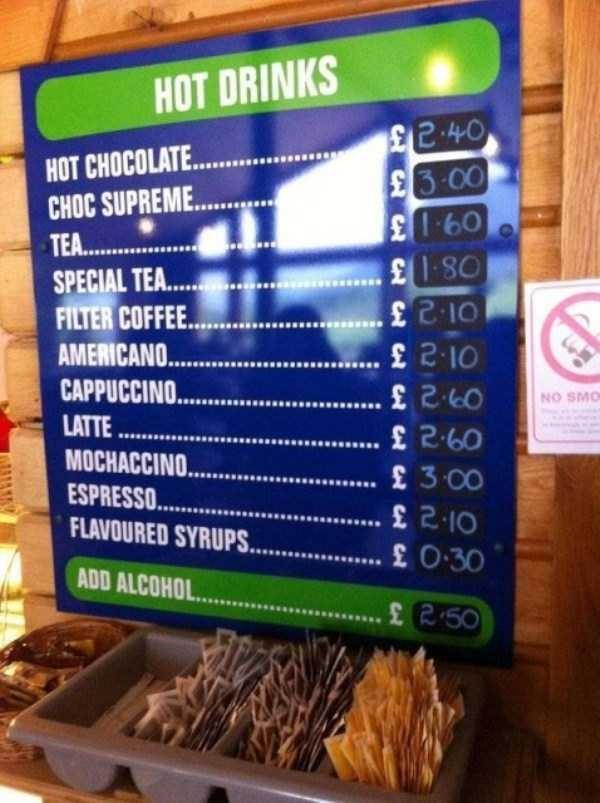 HOT DRINKS
HOT CHOCOLATE.................... £ 2.40
CHOC SUPREME.................... £ 3.00
TEA.................... £ 1.60
SPECIAL TEA.................... £ 1.80
FILTER COFFEE.................... £ 2.10
AMERICANO.................... £ 2.10
CAPPUCCINO.................... £ 2.60
LATTE .................... £ 2.60
MOCHACCINO.................... £ 3.00
ESPRESSO.................... £ 2.10
FLAVOURED SYRUPS.................... £ 0.30
ADD ALCOHOL.................... £ 2.50
NO SMO